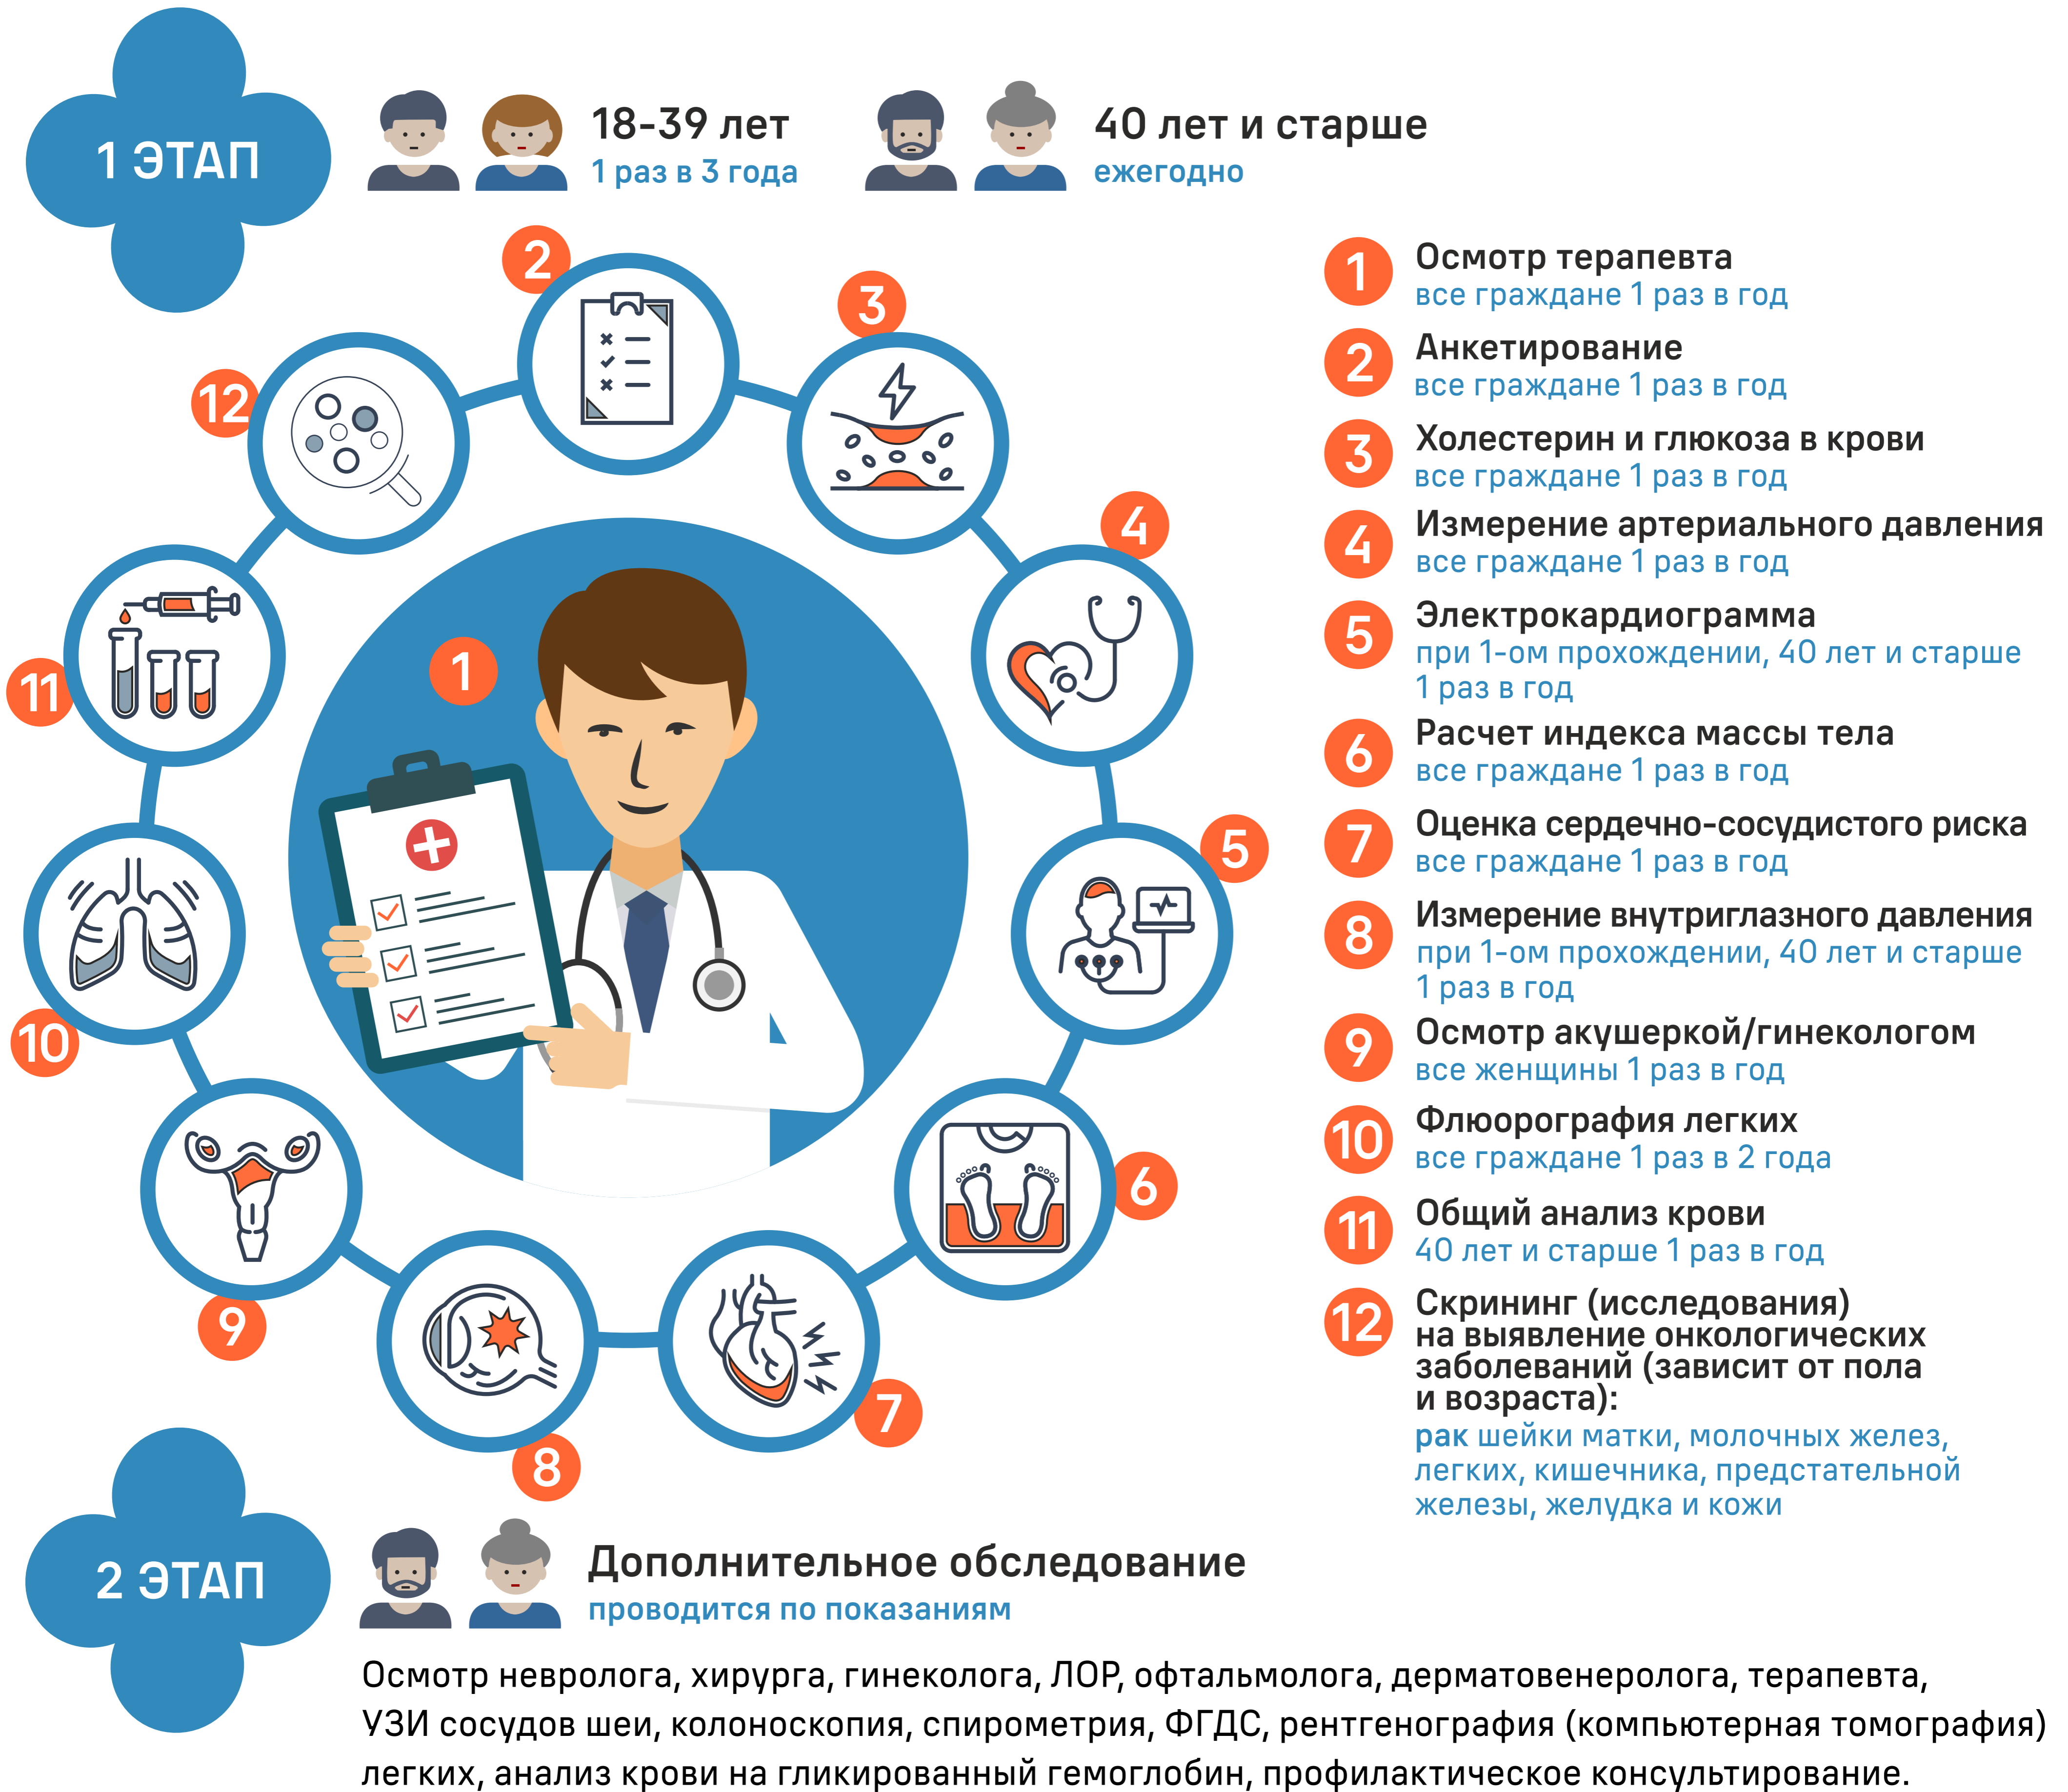 1 ЭТАП
18-39 лет
1 раз в 3 года
40 лет и старше
ежегодно
1
2
3
4
5
6
7
8
9
10
11
12
1 Осмотр терапевта
все граждане 1 раз в год
2 Анкетирование
все граждане 1 раз в год
3 Холестерин и глюкоза в крови
все граждане 1 раз в год
4 Измерение артериального давления
все граждане 1 раз в год
5 Электрокардиограмма
при 1-ом прохождении, 40 лет и старше
1 раз в год
6 Расчет индекса массы тела
все граждане 1 раз в год
7 Оценка сердечно-сосудистого риска
все граждане 1 раз в год
8 Измерение внутриглазного давления
при 1-ом прохождении, 40 лет и старше
1 раз в год
9 Осмотр акушеркой/гинекологом
все женщины 1 раз в год
10 Флюорография легких
все граждане 1 раз в 2 года
11 Общий анализ крови
40 лет и старше 1 раз в год
12 Скрининг (исследования)
на выявление онкологических
заболеваний (зависит от пола
и возраста):
рак шейки матки, молочных желез,
легких, кишечника, предстательной
железы, желудка и кожи
2 ЭТАП
Дополнительное обследование
проводится по показаниям
Осмотр невролога, хирурга, гинеколога, ЛОР, офтальмолога, дерматовенеролога, терапевта,
УЗИ сосудов шеи, колоноскопия, спирометрия, ФГДС, рентгенография (компьютерная томография)
легких, анализ крови на гликированный гемоглобин, профилактическое консультирование.